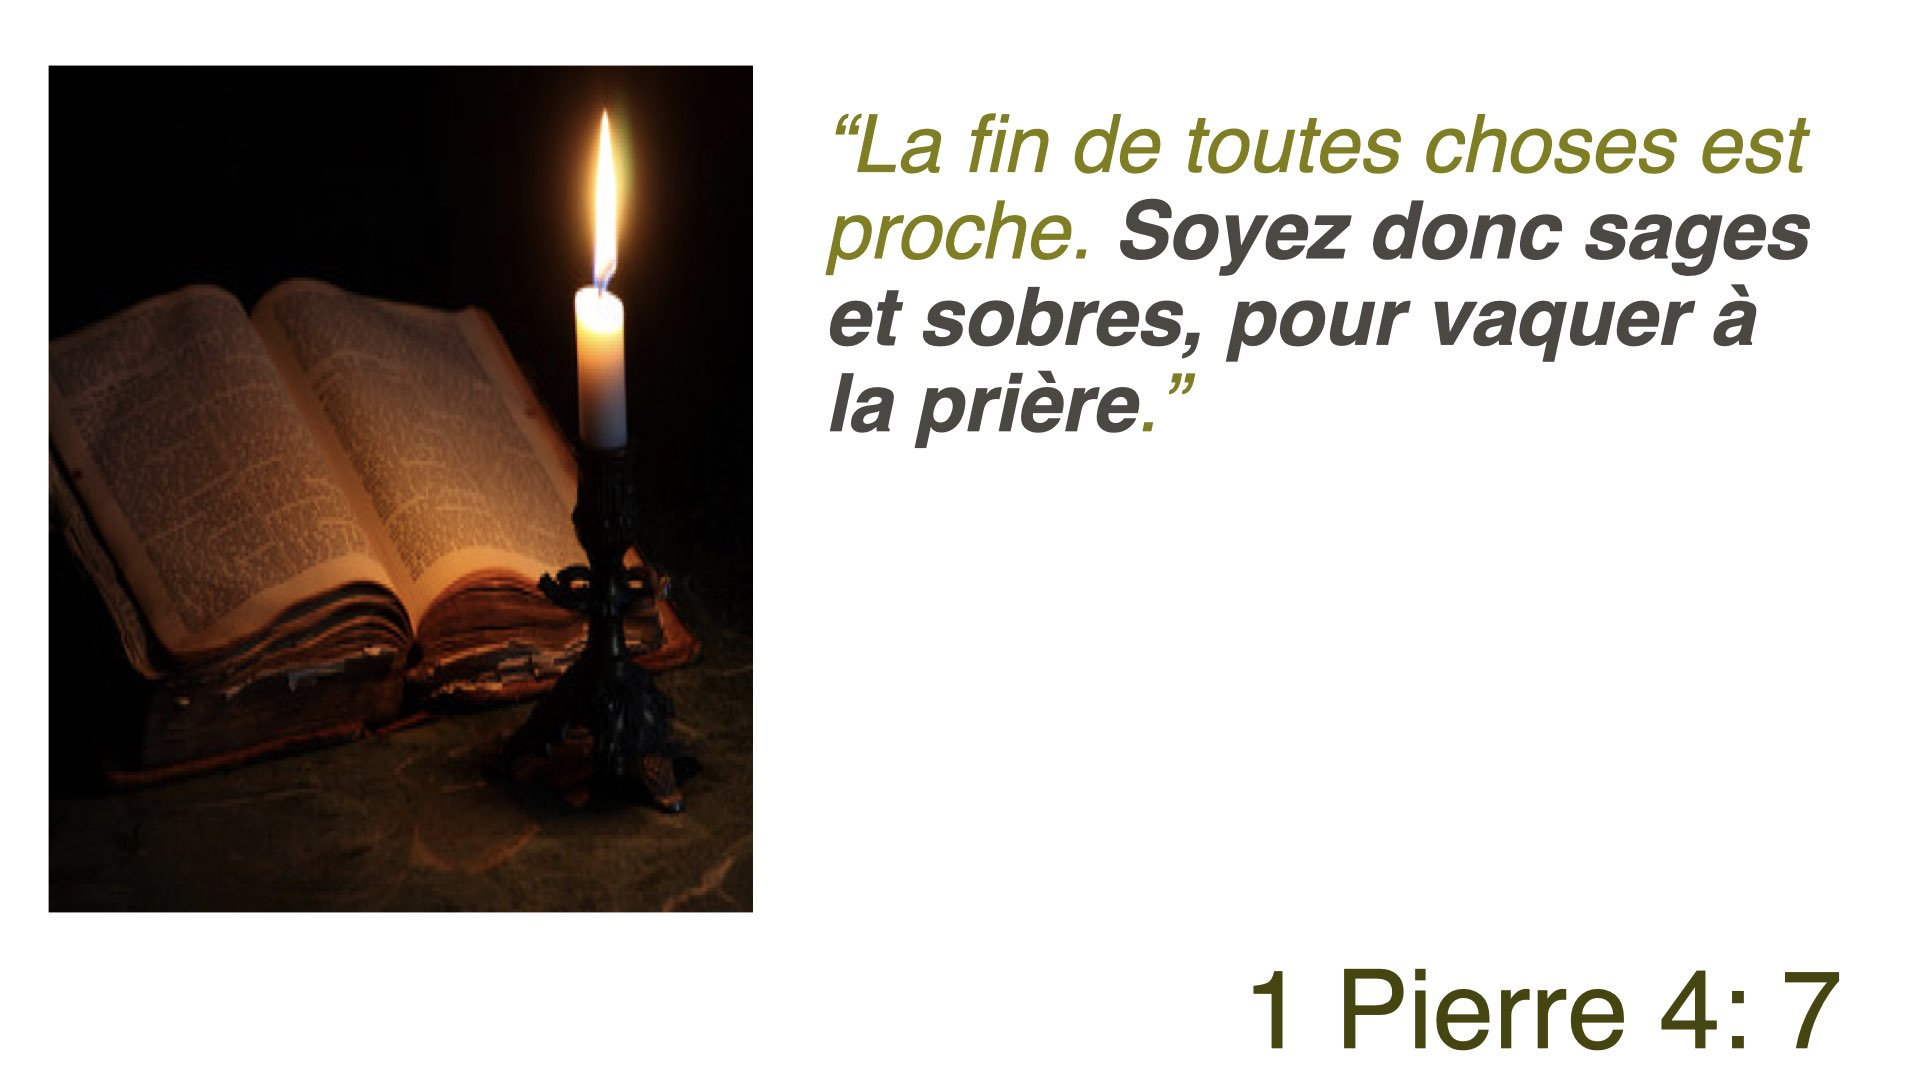 “La fin de toutes choses est
proche. Soyez donc sages
et sobres, pour vaquer à
la prière.”
1 Pierre 4: 7